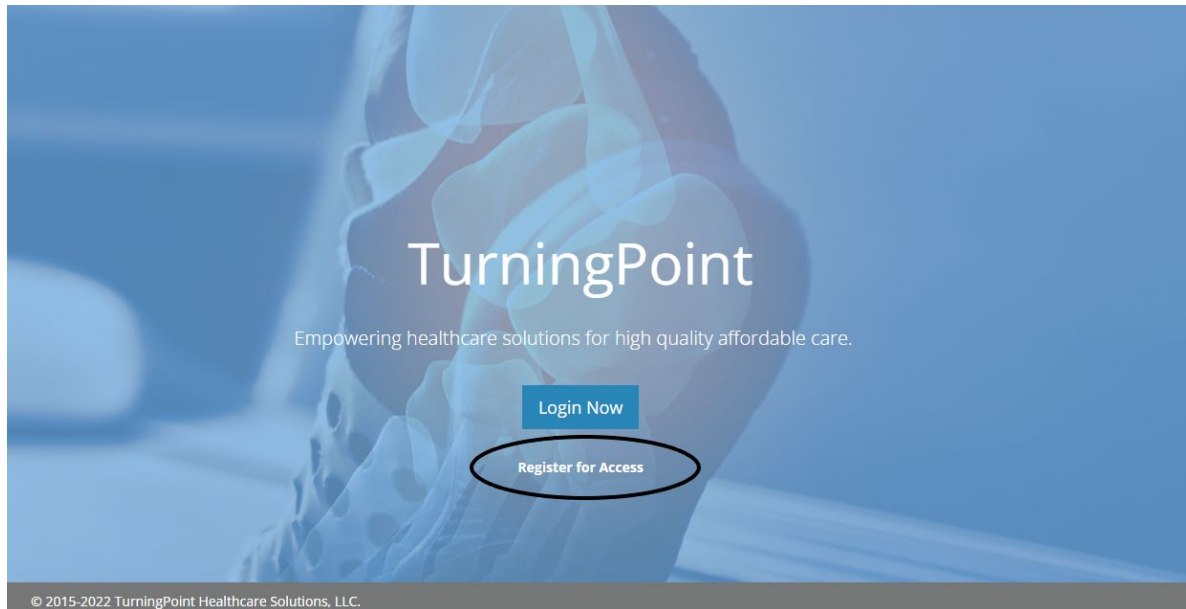 TurningPoint
Empowering healthcare solutions for high quality affordable care.
Login Now
Register for Access
© 2015-2022 TurningPoint Healthcare Solutions, LLC.